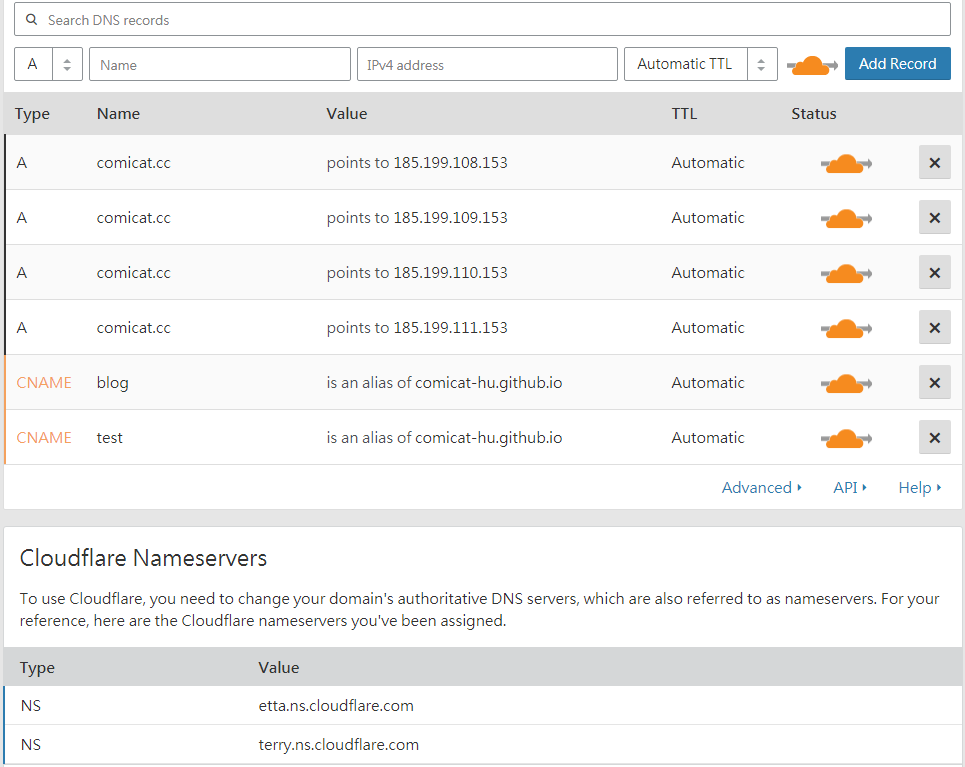 Search DNS records
A Name IPv4 address Automatic TTL Add Record
Type Name Value TTL Status
A comicat.cc points to 185.199.108.153 Automatic
A comicat.cc points to 185.199.109.153 Automatic
A comicat.cc points to 185.199.110.153 Automatic
A comicat.cc points to 185.199.111.153 Automatic
CNAME blog is an alias of comicat-hu.github.io Automatic
CNAME test is an alias of comicat-hu.github.io Automatic
Advanced API Help
Cloudflare Nameservers
To use Cloudflare, you need to change your domain's authoritative DNS servers, which are also referred to as nameservers. For your
reference, here are the Cloudflare nameservers you've been assigned.
Type Value
NS etta.ns.cloudflare.com
NS terry.ns.cloudflare.com